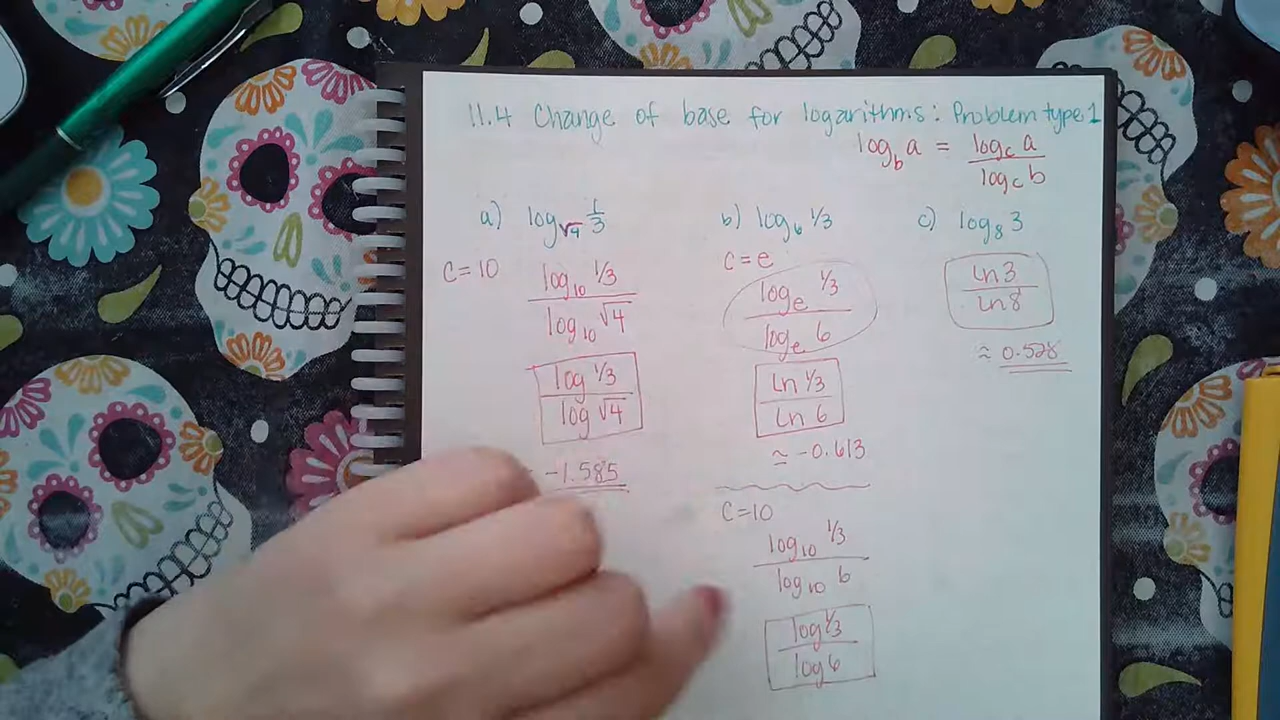 11.4 Change of base for logarithms: Problem type 1
log_b a = log_c a / log_c b
a) log_√4 1/3
c=10
log_10 1/3 / log_10 √4
log 1/3 / log √4
-1.585
b) log_6 1/3
c=e
log_e 1/3 / log_e 6
ln 1/3 / ln 6
≈ -0.613
c=10
log_10 1/3 / log_10 6
log 1/3 / log 6
c) log_8 3
ln 3 / ln 8
≈ 0.528